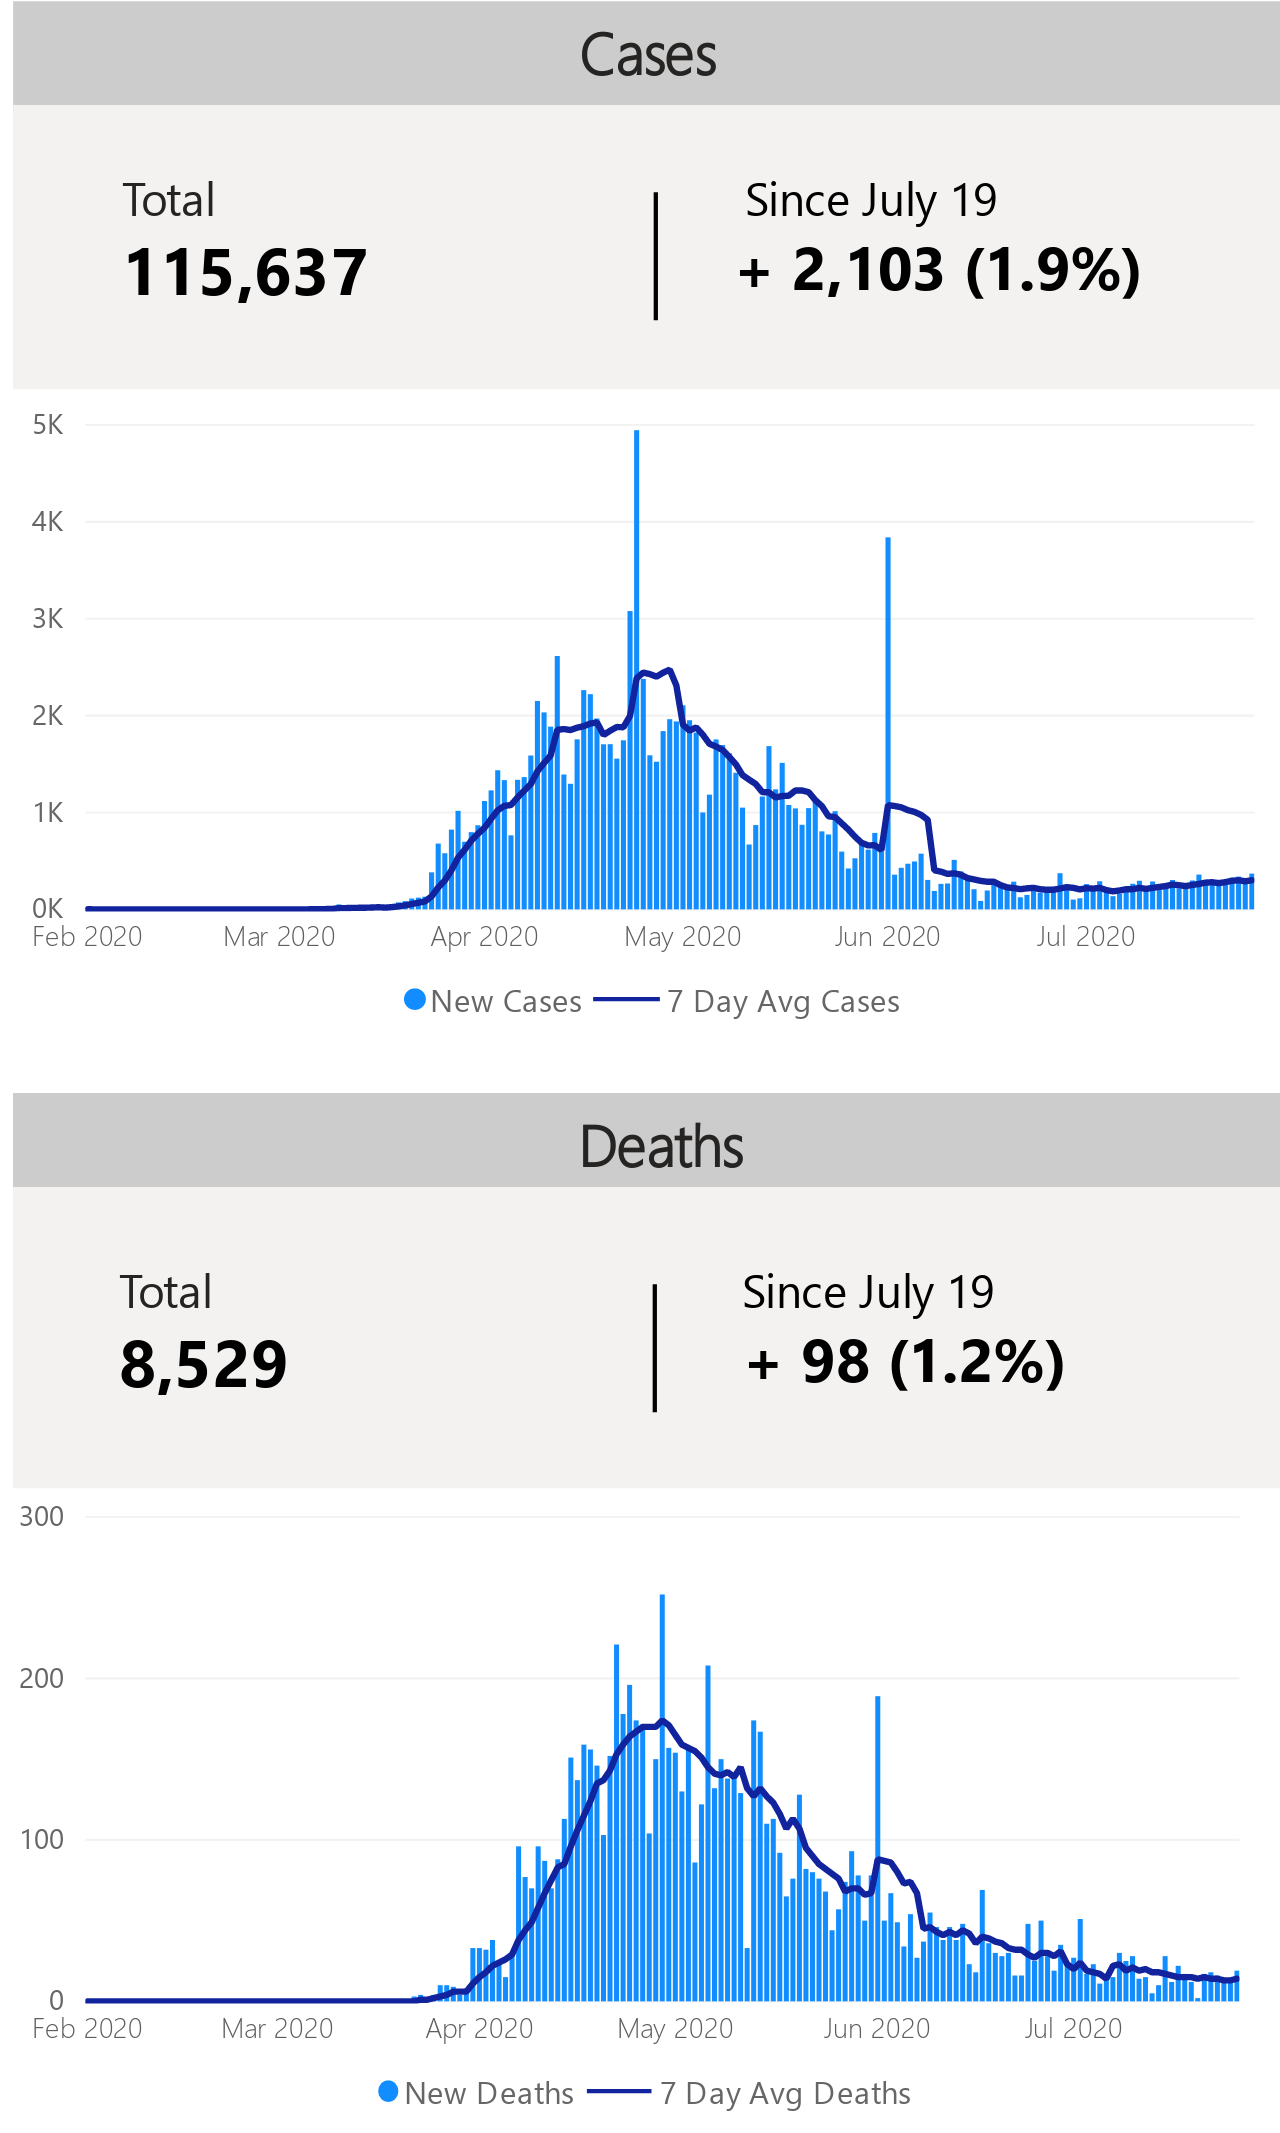 Cases
Total
Since July 19
115,637
+ 2,103 (1.9%)
5K
4K
3K
2K
1K
0K
Feb 2020 Mar 2020 Apr 2020 May 2020 Jun 2020 Jul 2020
New Cases 7 Day Avg Cases
Deaths
Total
Since July 19
8,529
+ 98 (1.2%)
300
200
100
0
Feb 2020 Mar 2020 Apr 2020 May 2020 Jun 2020 Jul 2020
New Deaths 7 Day Avg Deaths